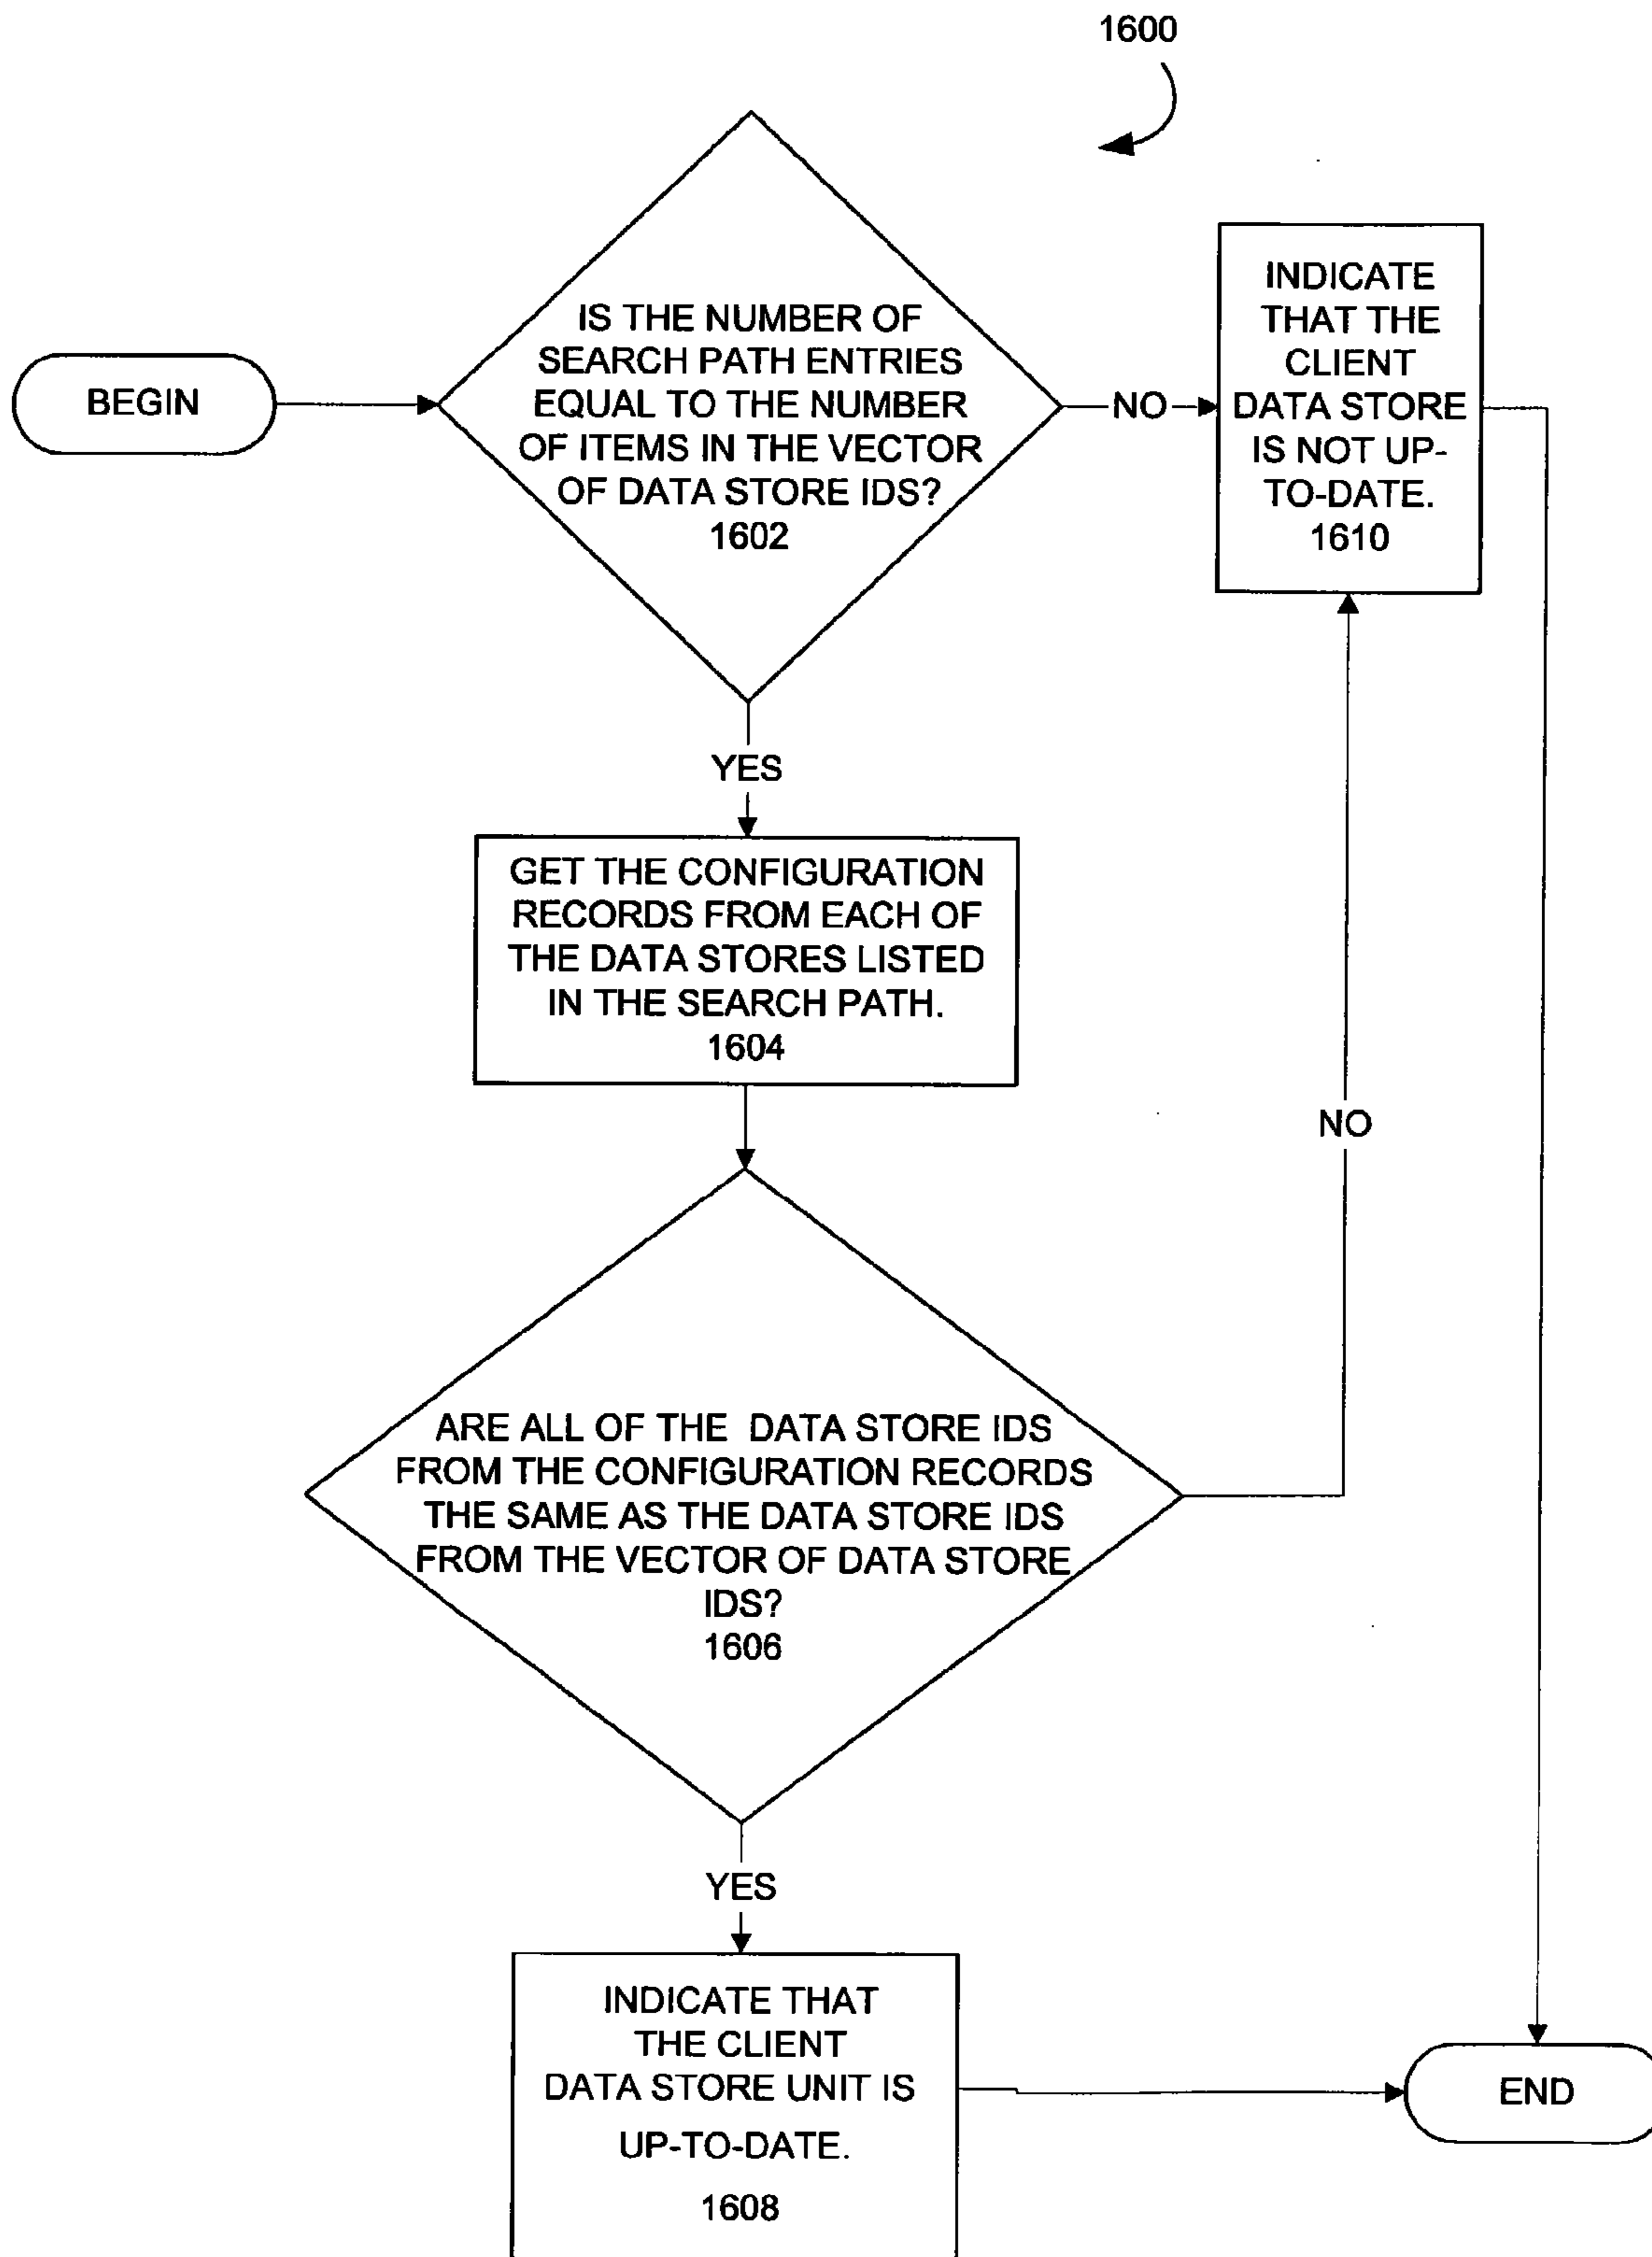 1600
BEGIN
IS THE NUMBER OF
SEARCH PATH ENTRIES
EQUAL TO THE NUMBER
OF ITEMS IN THE VECTOR
OF DATA STORE IDS?
1602
NO
INDICATE
THAT THE
CLIENT
DATA STORE
IS NOT UP-
TO-DATE.
1610
YES
GET THE CONFIGURATION
RECORDS FROM EACH OF
THE DATA STORES LISTED
IN THE SEARCH PATH.
1604
NO
ARE ALL OF THE DATA STORE IDS
FROM THE CONFIGURATION RECORDS
THE SAME AS THE DATA STORE IDS
FROM THE VECTOR OF DATA STORE
IDS?
1606
YES
INDICATE THAT
THE CLIENT
DATA STORE UNIT IS
UP-TO-DATE.
1608
END